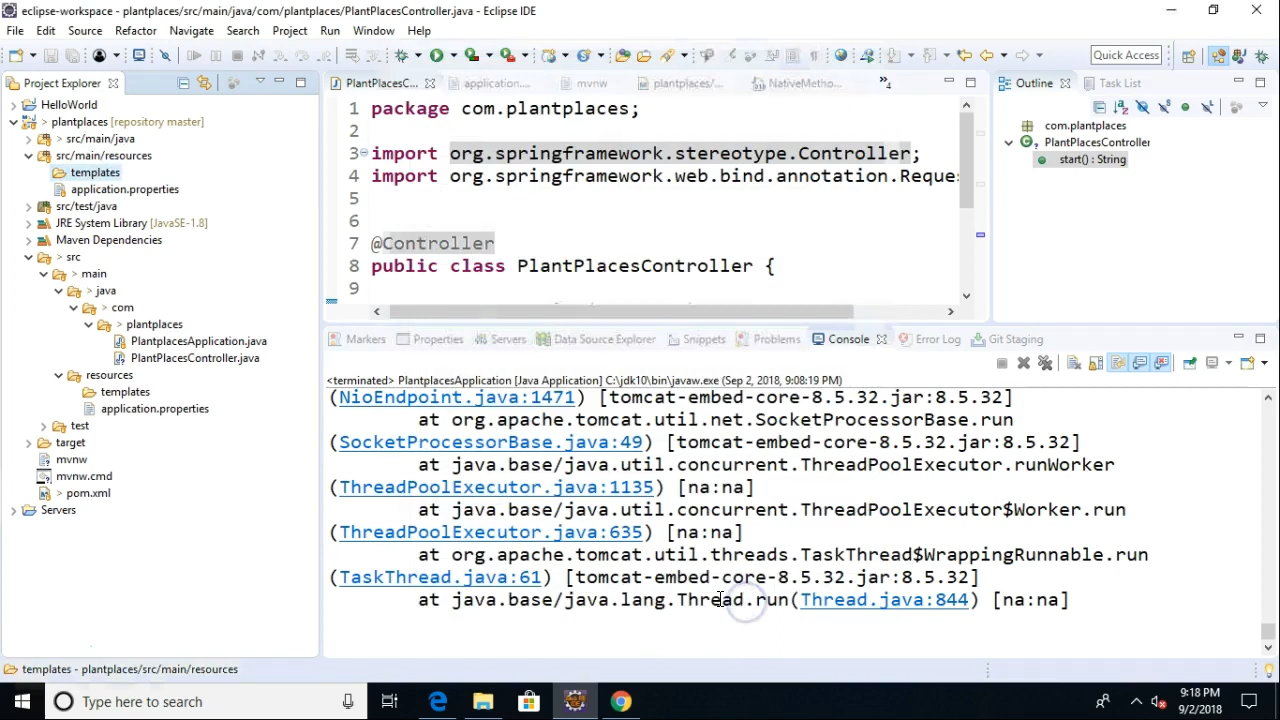 eclipse-workspace - plantplaces/src/main/java/com/plantplaces/PlantPlacesController.java - Eclipse IDE
File Edit Source Refactor Navigate Search Project Run Window Help
Quick Access
Project Explorer
HelloWorld
> plantplaces [repository master]
> src/main/java
> src/main/resources
templates
application.properties
src/test/java
JRE System Library [JavaSE-1.8]
Maven Dependencies
> src
> main
> java
> com
> plantplaces
PlantplacesApplication.java
PlantPlacesController.java
> resources
templates
application.properties
> test
target
mvnw
mvnw.cmd
> pom.xml
Servers
PlantPlacesC... application.... mvnw plantplaces/... NativeMetho... »4
1 package com.plantplaces;
2
3 import org.springframework.stereotype.Controller;
4 import org.springframework.web.bind.annotation.Reque
5
6
7 @Controller
8 public class PlantPlacesController {
9
Outline Task List
com.plantplaces
PlantPlacesController
start() : String
Markers Properties Servers Data Source Explorer Snippets Problems Console Error Log Git Staging
<terminated> PlantplacesApplication [Java Application] C:\jdk10\bin\javaw.exe (Sep 2, 2018, 9:08:19 PM)
(NioEndpoint.java:1471) [tomcat-embed-core-8.5.32.jar:8.5.32]
at org.apache.tomcat.util.net.SocketProcessorBase.run
(SocketProcessorBase.java:49) [tomcat-embed-core-8.5.32.jar:8.5.32]
at java.base/java.util.concurrent.ThreadPoolExecutor.runWorker
(ThreadPoolExecutor.java:1135) [na:na]
at java.base/java.util.concurrent.ThreadPoolExecutor$Worker.run
(ThreadPoolExecutor.java:635) [na:na]
at org.apache.tomcat.util.threads.TaskThread$WrappingRunnable.run
(TaskThread.java:61) [tomcat-embed-core-8.5.32.jar:8.5.32]
at java.base/java.lang.Thread.run(Thread.java:844) [na:na]
templates - plantplaces/src/main/resources
Type here to search
9:18 PM
9/2/2018